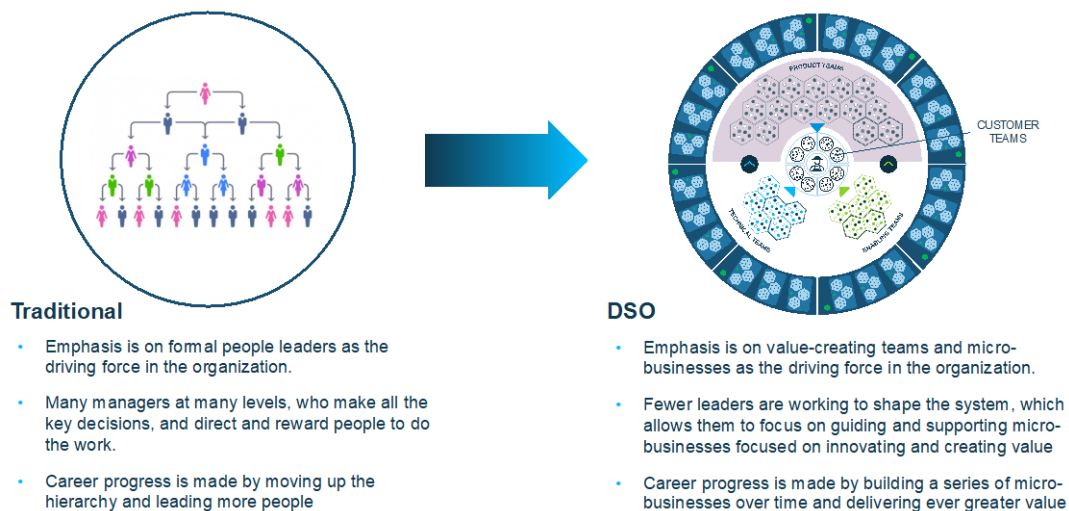 PRODUCT TEAMS
CUSTOMER
TEAMS
TECHNICAL TEAMS
ENABLING TEAMS
Traditional
• Emphasis is on formal people leaders as the
driving force in the organization.
• Many managers at many levels, who make all the
key decisions, and direct and reward people to do
the work.
• Career progress is made by moving up the
hierarchy and leading more people
DSO
• Emphasis is on value-creating teams and micro-
businesses as the driving force in the organization.
• Fewer leaders are working to shape the system, which
allows them to focus on guiding and supporting micro-
businesses focused on innovating and creating value
• Career progress is made by building a series of micro-
businesses over time and delivering ever greater value